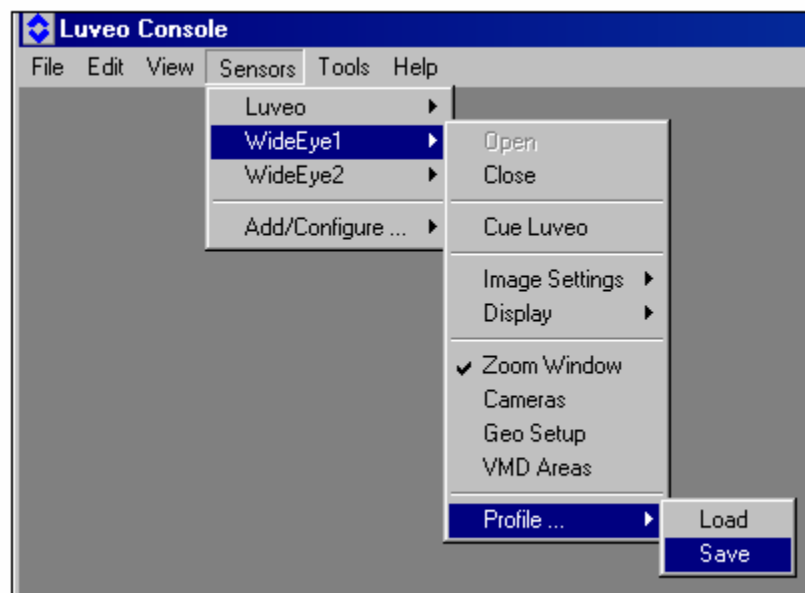 Luveo Console
File Edit View Sensors Tools Help
Luveo
WideEye1
WideEye2
Add/Configure ...
Open
Close
Cue Luveo
Image Settings
Display
Zoom Window
Cameras
Geo Setup
VMD Areas
Profile ...
Load
Save